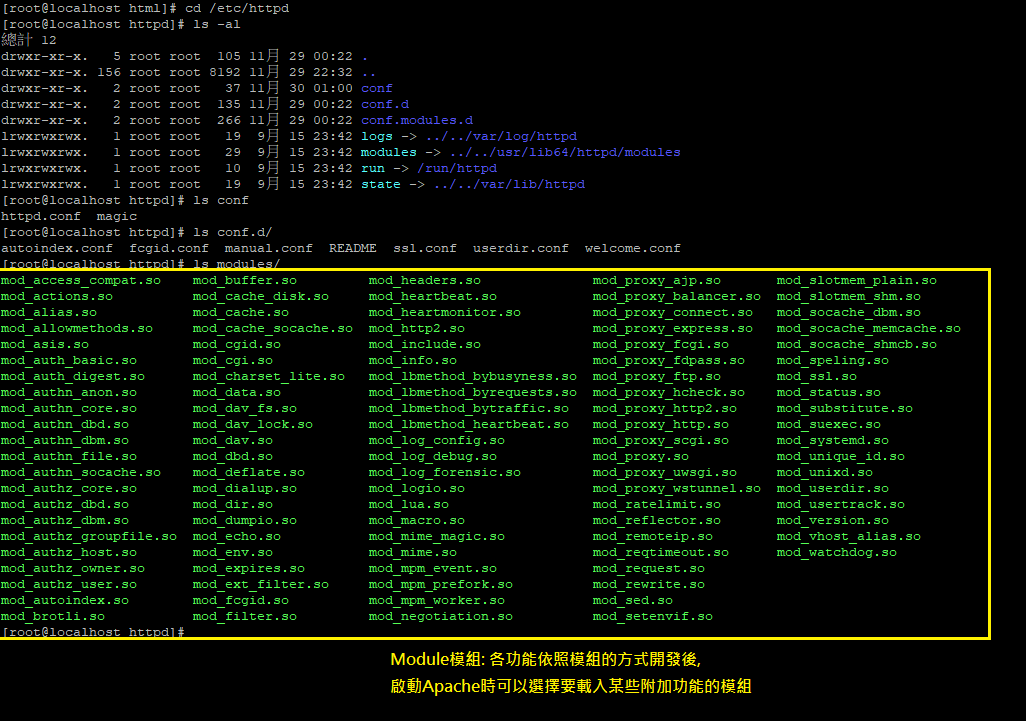 [root@localhost html]# cd /etc/httpd
[root@localhost httpd]# ls -al
總計 12
drwxr-xr-x.   5 root root  105 11月 29 00:22 .
drwxr-xr-x. 156 root root 8192 11月 29 22:32 ..
drwxr-xr-x.   2 root root   37 11月 30 01:00 conf
drwxr-xr-x.   2 root root  135 11月 29 00:22 conf.d
drwxr-xr-x.   2 root root  266 11月 29 00:22 conf.modules.d
lrwxrwxrwx.   1 root root   19  9月 15 23:42 logs -> ../../var/log/httpd
lrwxrwxrwx.   1 root root   29  9月 15 23:42 modules -> ../../usr/lib64/httpd/modules
lrwxrwxrwx.   1 root root   10  9月 15 23:42 run -> /run/httpd
lrwxrwxrwx.   1 root root   19  9月 15 23:42 state -> ../../var/lib/httpd
[root@localhost httpd]# ls conf
httpd.conf  magic
[root@localhost httpd]# ls conf.d/
autoindex.conf  fcgid.conf  manual.conf  README  ssl.conf  userdir.conf  welcome.conf
[root@localhost httpd]# ls modules/
mod_access_compat.so    mod_buffer.so         mod_headers.so              mod_proxy_ajp.so      mod_slotmem_plain.so
mod_actions.so          mod_cache_disk.so     mod_heartbeat.so            mod_proxy_balancer.so mod_slotmem_shm.so
mod_alias.so            mod_cache.so          mod_heartmonitor.so         mod_proxy_connect.so  mod_socache_dbm.so
mod_allowmethods.so     mod_cache_socache.so  mod_http2.so                mod_proxy_express.so  mod_socache_memcache.so
mod_asis.so             mod_cgid.so           mod_include.so              mod_proxy_fcgi.so     mod_socache_shmcb.so
mod_auth_basic.so       mod_cgi.so            mod_info.so                 mod_proxy_fdpass.so   mod_speling.so
mod_auth_digest.so      mod_charset_lite.so   mod_lbmethod_bybusyness.so  mod_proxy_ftp.so      mod_ssl.so
mod_authn_anon.so       mod_data.so           mod_lbmethod_byrequests.so  mod_proxy_hcheck.so   mod_status.so
mod_authn_core.so       mod_dav_fs.so         mod_lbmethod_bytraffic.so   mod_proxy_http2.so    mod_substitute.so
mod_authn_dbd.so        mod_dav_lock.so       mod_lbmethod_heartbeat.so   mod_proxy_http.so     mod_suexec.so
mod_authn_dbm.so        mod_dav.so            mod_log_config.so           mod_proxy_scgi.so     mod_systemd.so
mod_authn_file.so       mod_dbd.so            mod_log_debug.so            mod_proxy.so          mod_unique_id.so
mod_authn_socache.so    mod_deflate.so        mod_log_forensic.so         mod_proxy_uwsgi.so    mod_unixd.so
mod_authz_core.so       mod_dialup.so         mod_logio.so                mod_proxy_wstunnel.so mod_userdir.so
mod_authz_dbd.so        mod_dir.so            mod_lua.so                  mod_ratelimit.so      mod_usertrack.so
mod_authz_dbm.so        mod_dumpio.so         mod_macro.so                mod_reflector.so      mod_version.so
mod_authz_groupfile.so  mod_echo.so           mod_mime_magic.so           mod_remoteip.so       mod_vhost_alias.so
mod_authz_host.so       mod_env.so            mod_mime.so                 mod_reqtimeout.so     mod_watchdog.so
mod_authz_owner.so      mod_expires.so        mod_mpm_event.so            mod_request.so
mod_authz_user.so       mod_ext_filter.so     mod_mpm_prefork.so          mod_rewrite.so
mod_autoindex.so        mod_fcgid.so          mod_mpm_worker.so           mod_sed.so
mod_brotli.so           mod_filter.so         mod_negotiation.so          mod_setenvif.so
[root@localhost httpd]#
Module模組: 各功能依照模組的方式開發後,
啟動Apache時可以選擇要載入某些附加功能的模組